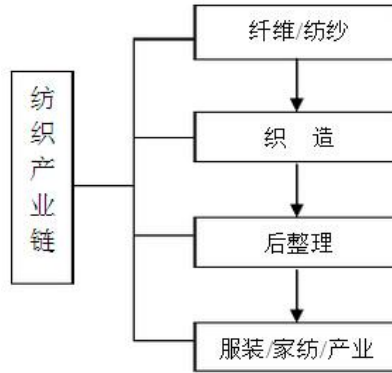 纺织产业链
纤维/纺纱
织 造
后整理
服装/家纺/产业